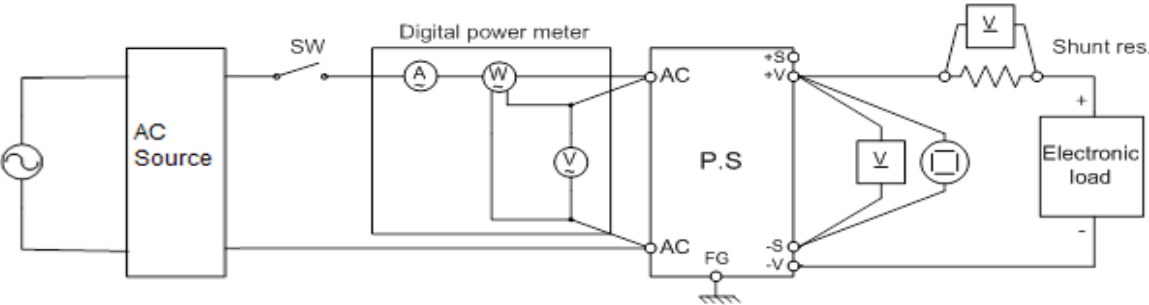 Digital power meter
SW
A
W
V
AC
Source
AC
AC
P.S
FG
+S
+V
-S
-V
V
V
Shunt res.
+
Electronic
load
-